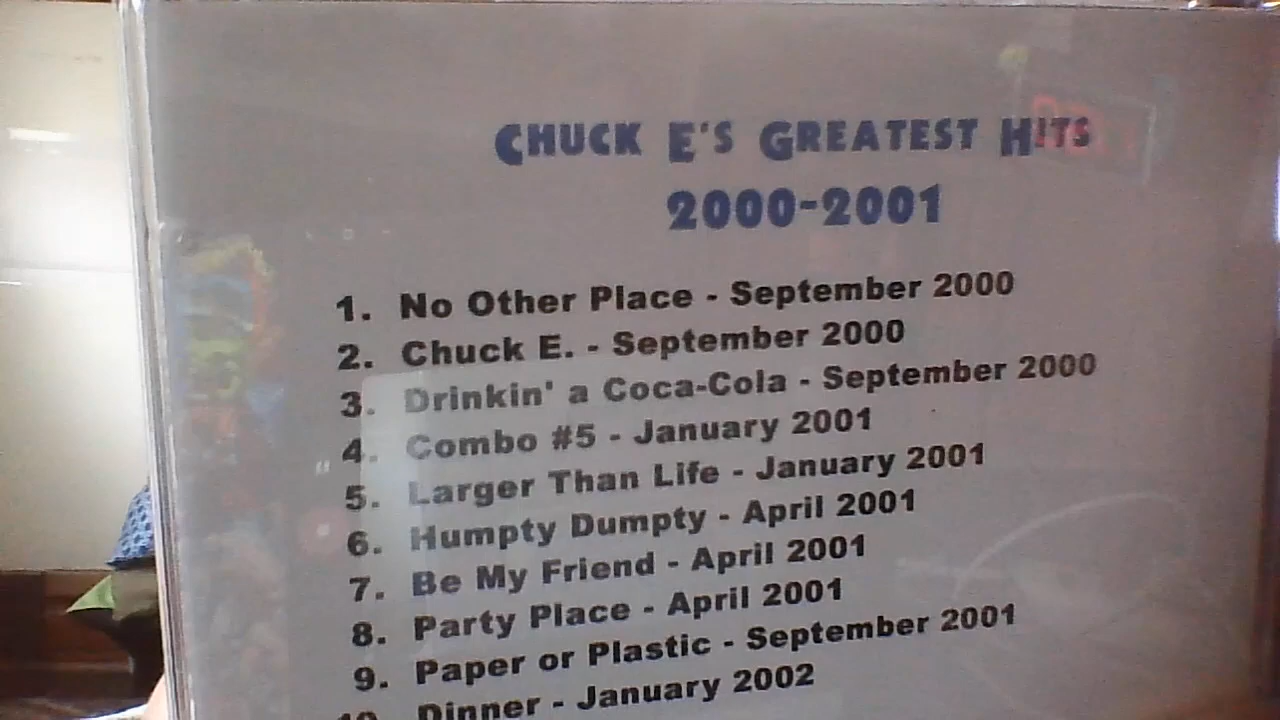 CHUCK E'S GREATEST HITS
2000-2001
1. No Other Place - September 2000
2. Chuck E. - September 2000
3. Drinkin' a Coca-Cola - September 2000
4. Combo #5 - January 2001
5. Larger Than Life - January 2001
6. Humpty Dumpty - April 2001
7. Be My Friend - April 2001
8. Party Place - April 2001
9. Paper or Plastic - September 2001
10. Dinner - January 2002